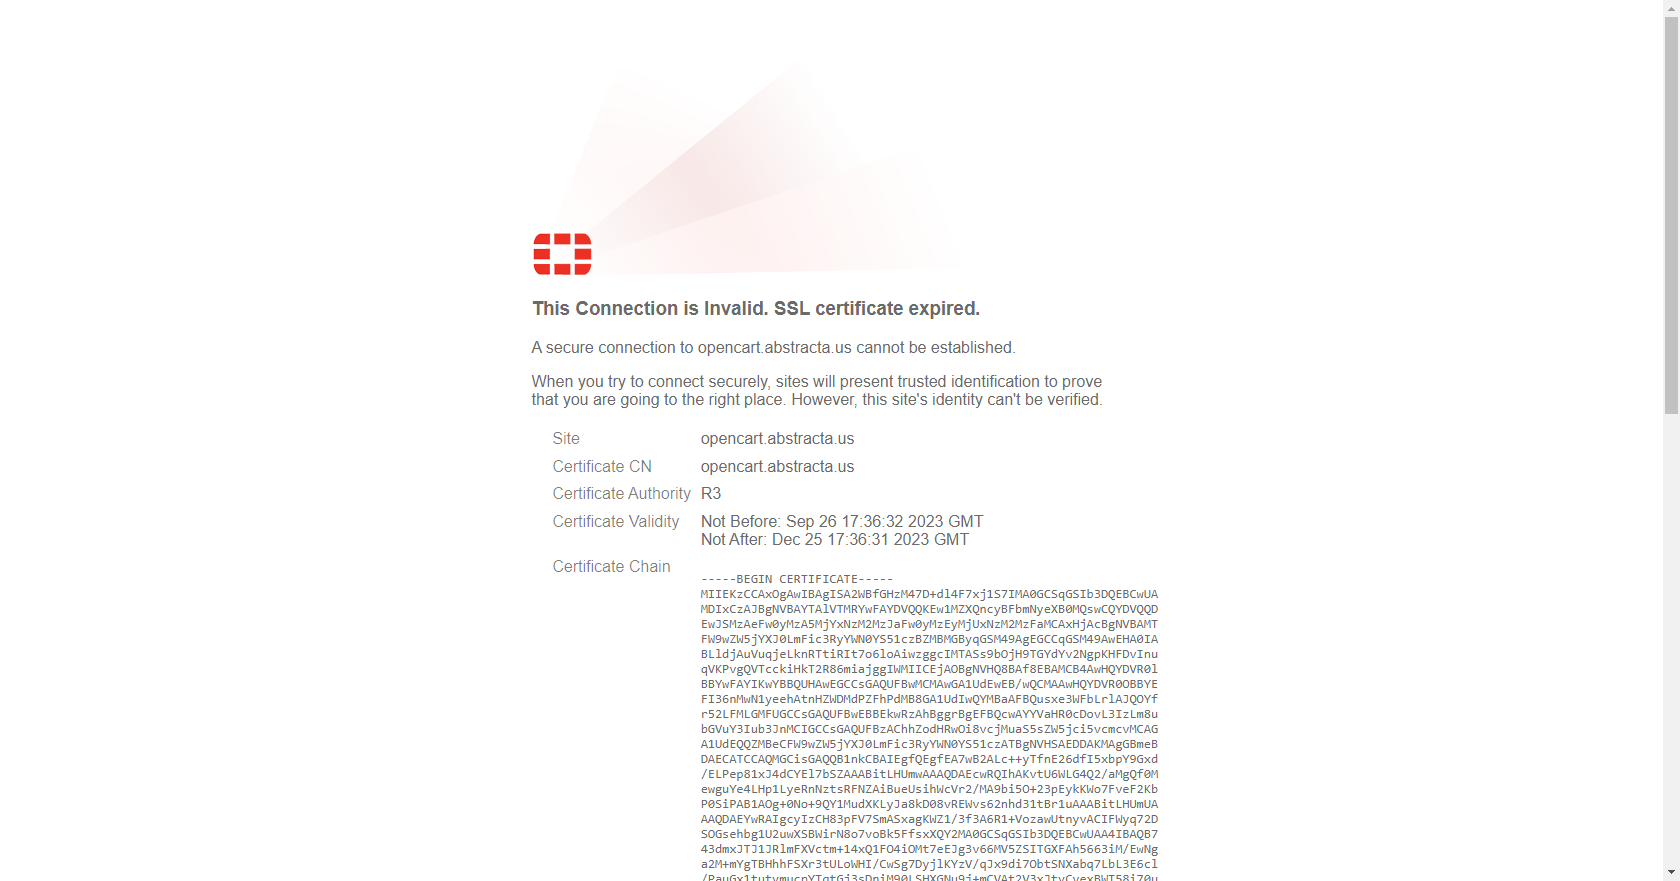 This Connection is Invalid. SSL certificate expired.
A secure connection to opencart.abstracta.us cannot be established.
When you try to connect securely, sites will present trusted identification to prove
that you are going to the right place. However, this site's identity can't be verified.
Site opencart.abstracta.us
Certificate CN opencart.abstracta.us
Certificate Authority R3
Certificate Validity Not Before: Sep 26 17:36:32 2023 GMT
Not After: Dec 25 17:36:31 2023 GMT
Certificate Chain
-----BEGIN CERTIFICATE-----
MIIEKzCCAxOgAwIBAgISA2WBfGHzM47D+dl4F7xj1S7IMA0GCSqGSIb3DQEBCwUA
MDIxCzAJBgNVBAYTAlVTMRYwFAYDVQQKEw1MZXQncyBFbmNyeXB0MQswCQYDVQQD
EwJSMzAeFw0yMzA5MjYxNzM2MzJaFw0yMzEyMjUxNzM2MzFaMCAxHjAcBgNVBAMT
FW9wZW5jYXJ0LmFic3RyYWN0YS51czBZMBMGByqGSM49AgEGCCqGSM49AwEHA0IA
BLldjAuVuqjeLknRTtiRIt7o6loAiwzggcIMTASs9bOjH9TGYdYv2NgpKHFDvInu
qVKPvgQVTcckiHkT2R86miajggIWMIICEjAOBgNVHQ8BAf8EBAMCB4AwHQYDVR0l
BBYwFAYIKwYBBQUHAwEGCCsGAQUFBwMCMAwGA1UdEwEB/wQCMAAwHQYDVR0OBBYE
FI36nMwN1yeehAtnHZWDMdPZFhPdMB8GA1UdIwQYMBaAFBQusxe3WFbLrlAJQOYf
r52LFMLGMFUGCCsGAQUFBwEBBEkwRzAhBggrBgEFBQcwAYYVaHR0cDovL3IzLm8u
bGVuY3Iub3JnMCIGCCsGAQUFBzAChhZodHRwOi8vcjMuaS5sZW5jci5vcmcvMCAG
A1UdEQQZMBeCFW9wZW5jYXJ0LmFic3RyYWN0YS51czATBgNVHSAEDDAKMAgGBmeB
DAECATCCAQMGCisGAQQB1nkCBAIEgfQEgfEA7wB2ALc++yTfnE26dfI5xbpY9Gxd
/ELPep81xJ4dCYEl7bSZAAABitLHUmwAAAQDAEcwRQIhAKvtU6WLG4Q2/aMgQf0M
ewguYe4LHp1LyeRnNztsRFNZAiBueUsihWcVr2/MA9bi5O+23pEykKWo7FveF2Kb
P0SiPAB1AOg+0No+9QY1MudXKLyJa8kD08vREWvs62nhd31tBr1uAAABitLHUmUA
AAQDAEYwRAIgcyIzCH83pFV7SmASxagKWZ1/3f3A6R1+VozawUtnyvACIFWyq72D
SOGsehbg1U2uwXSBWirN8o7voBk5FfsxXQY2MA0GCSqGSIb3DQEBCwUAA4IBAQB7
43dmxJTJ1JRlmFXVctm+14xQ1FO4iOMt7eEJg3v66MV5ZSITGXFAh5663iM/EwNg
a2M+mYgTBHhhFSXr3tULoWHI/CwSg7DyjlKYzV/qJx9di7ObtSNXabq7LbL3E6cl